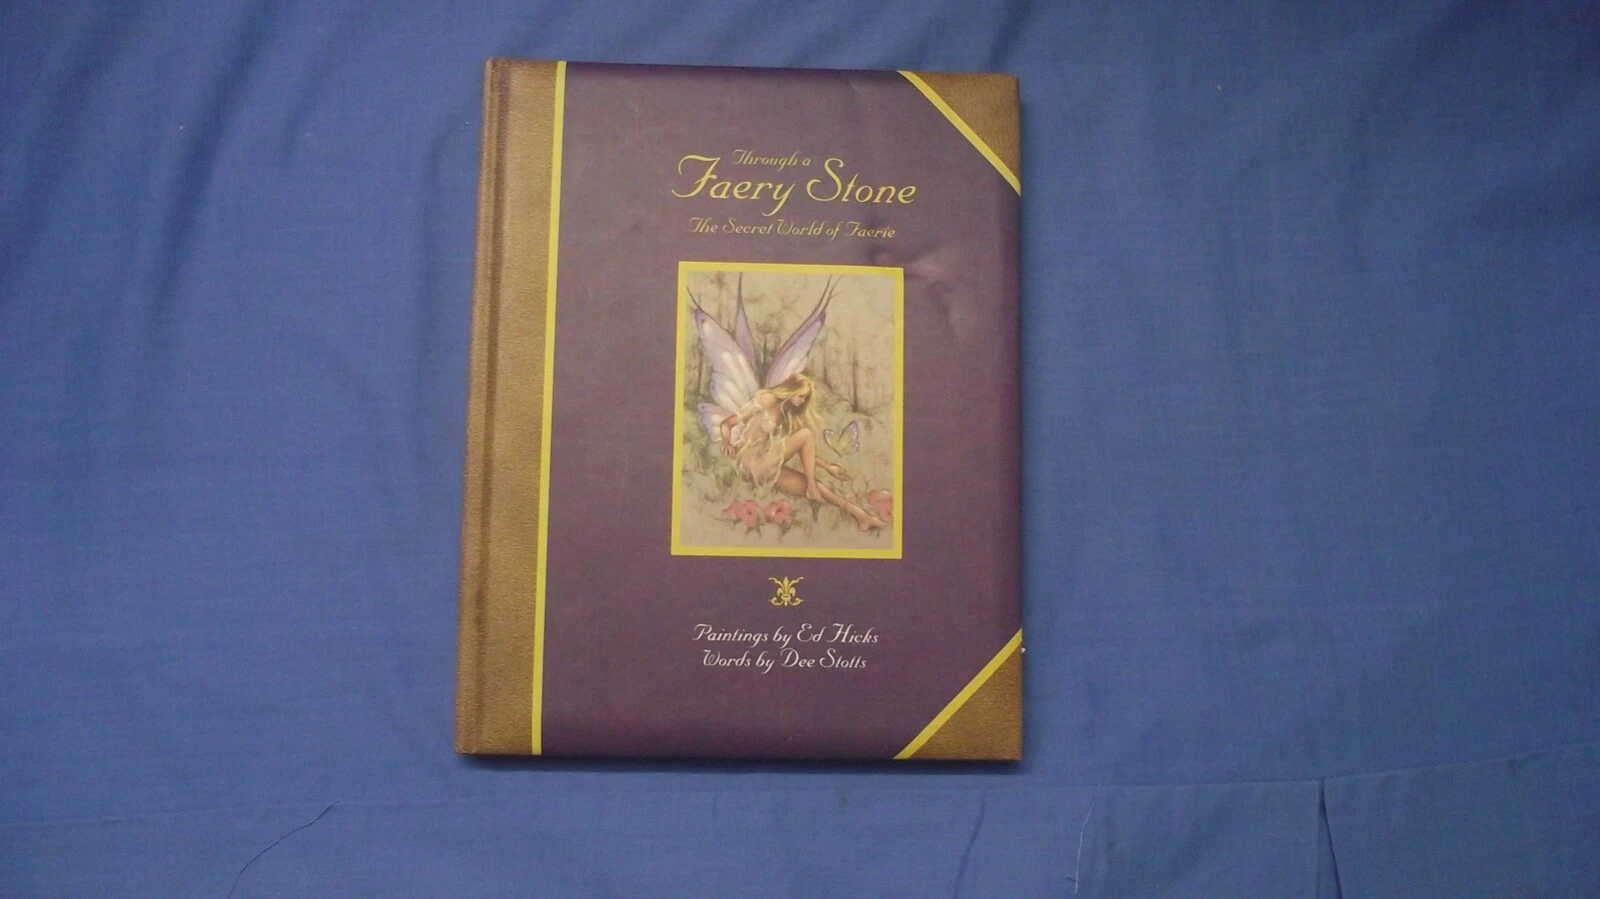 Through a
Faery Stone
The Secret World of Faerie
Paintings by Ed Hicks
Words by Dee Stotts